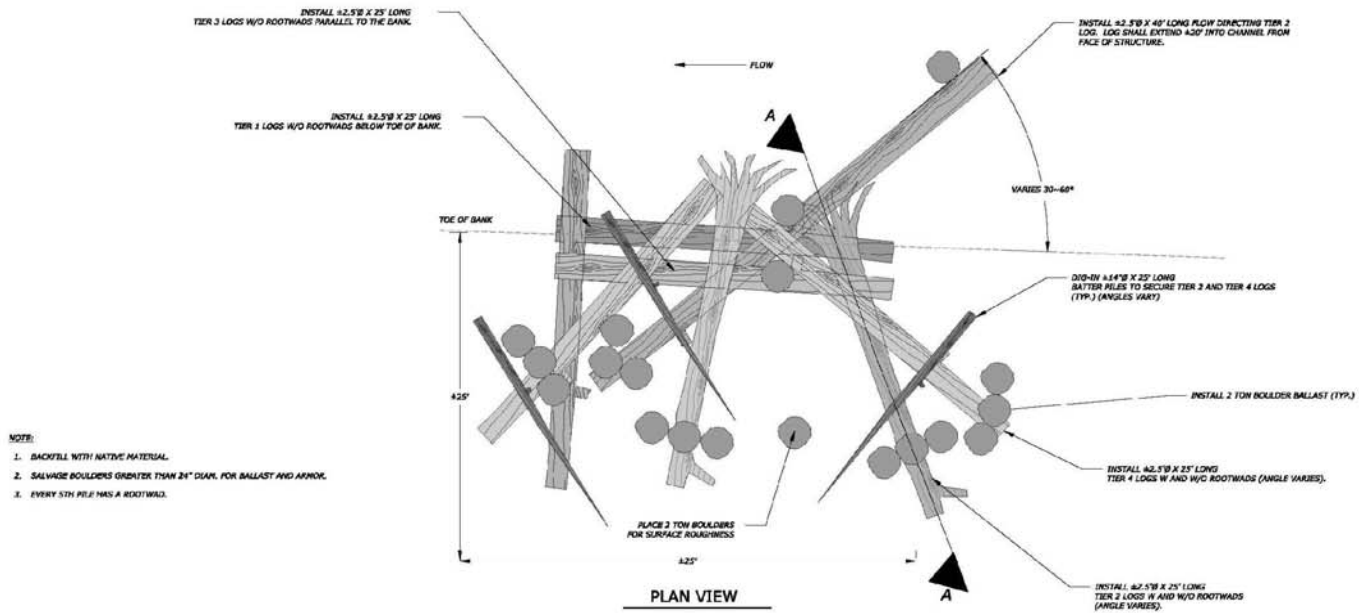 INSTALL ±2.5'Ø X 25' LONG
TIER 3 LOGS W/O ROOTWADS PARALLEL TO THE BANK.
INSTALL ±2.5'Ø X 40' LONG FLOW DIRECTING TIER 2
LOG. LOG SHALL EXTEND ±20' INTO CHANNEL FROM
FACE OF STRUCTURE.
FLOW
INSTALL ±2.5'Ø X 25' LONG
TIER 1 LOGS W/O ROOTWADS BELOW TOE OF BANK.
A
VARIES 30~60°
TOE OF BANK
DIG-IN ±14"Ø X 25' LONG
BATTER PILES TO SECURE TIER 2 AND TIER 4 LOGS
(TYP.) (ANGLES VARY)
±25'
INSTALL 2 TON BOULDER BALLAST (TYP.)
NOTE:
1. BACKFILL WITH NATIVE MATERIAL.
2. SALVAGE BOULDERS GREATER THAN 24" DIAM. FOR BALLAST AND ARMOR.
3. EVERY 5TH PILE HAS A ROOTWAD.
INSTALL ±2.5'Ø X 25' LONG
TIER 4 LOGS W AND W/O ROOTWADS (ANGLE VARIES).
PLACE 2 TON BOULDERS
FOR SURFACE ROUGHNESS
±25'
A
INSTALL ±2.5'Ø X 25' LONG
TIER 2 LOGS W AND W/O ROOTWADS
(ANGLE VARIES).
PLAN VIEW